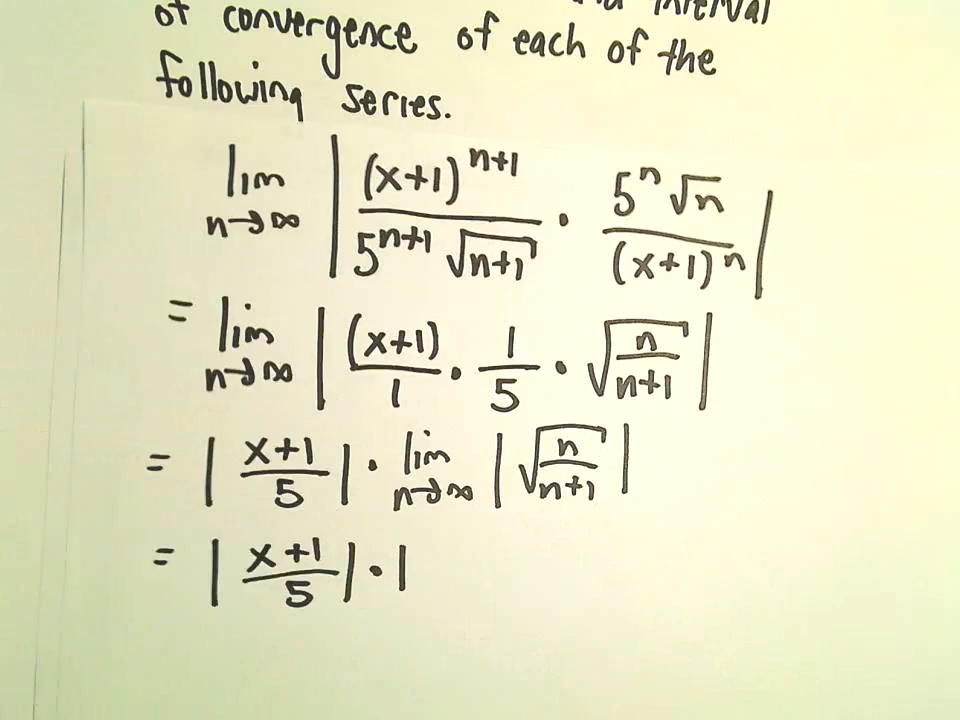 interval
of convergence of each of the
following series.
lim n→∞ | (x+1)^(n+1) / (5^(n+1) √(n+1)) · (5^n √n) / (x+1)^n |
= lim n→∞ | (x+1)/1 · 1/5 · √(n/(n+1)) |
= | (x+1)/5 | · lim n→∞ | √(n/(n+1)) |
= | (x+1)/5 | · 1